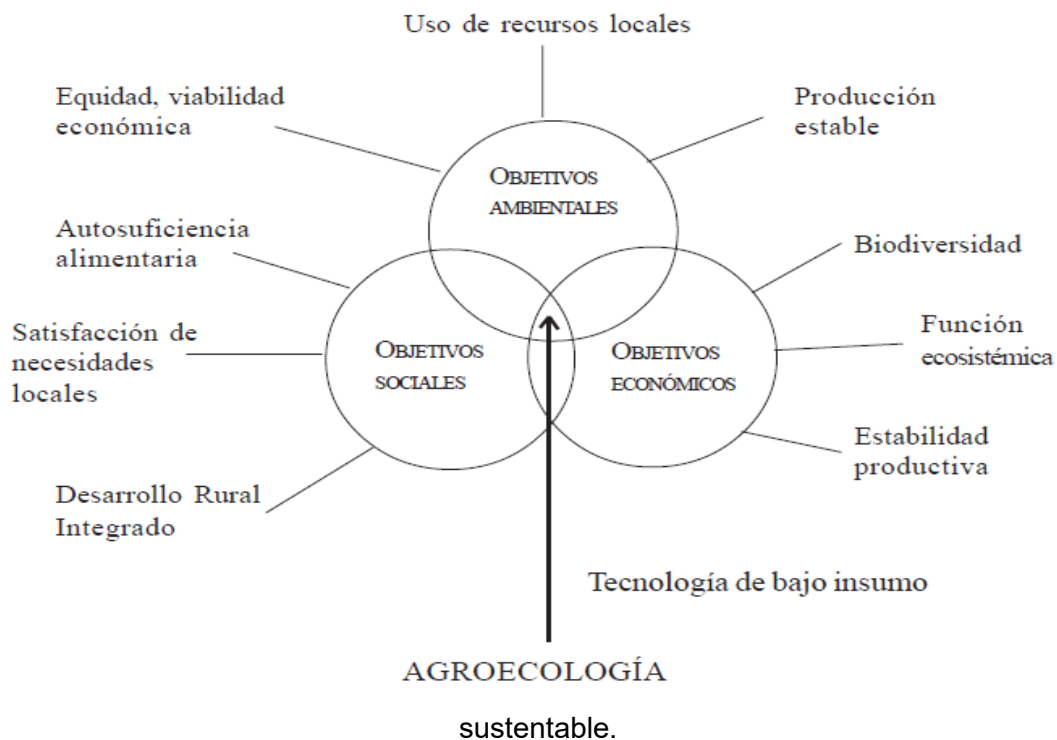 Uso de recursos locales
Equidad, viabilidad
económica
Producción
estable
OBJETIVOS
AMBIENTALES
Autosuficiencia
alimentaria
Biodiversidad
Satisfacción de
necesidades
locales
OBJETIVOS
SOCIALES
OBJETIVOS
ECONÓMICOS
Función
ecosistémica
Estabilidad
productiva
Desarrollo Rural
Integrado
Tecnología de bajo insumo
AGROECOLOGÍA
sustentable.